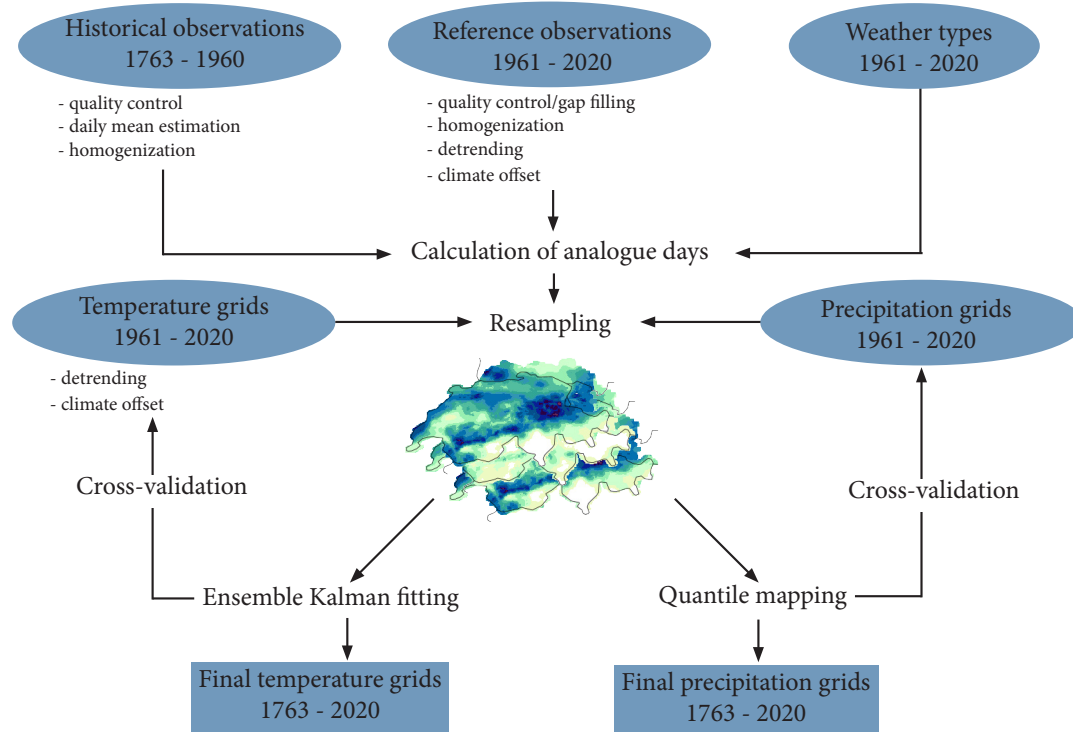 Historical observations
1763 - 1960
- quality control
- daily mean estimation
- homogenization
Reference observations
1961 - 2020
- quality control/gap filling
- homogenization
- detrending
- climate offset
Weather types
1961 - 2020
Calculation of analogue days
Temperature grids
1961 - 2020
- detrending
- climate offset
Resampling
Precipitation grids
1961 - 2020
Cross-validation
Cross-validation
Ensemble Kalman fitting
Quantile mapping
Final temperature grids
1763 - 2020
Final precipitation grids
1763 - 2020